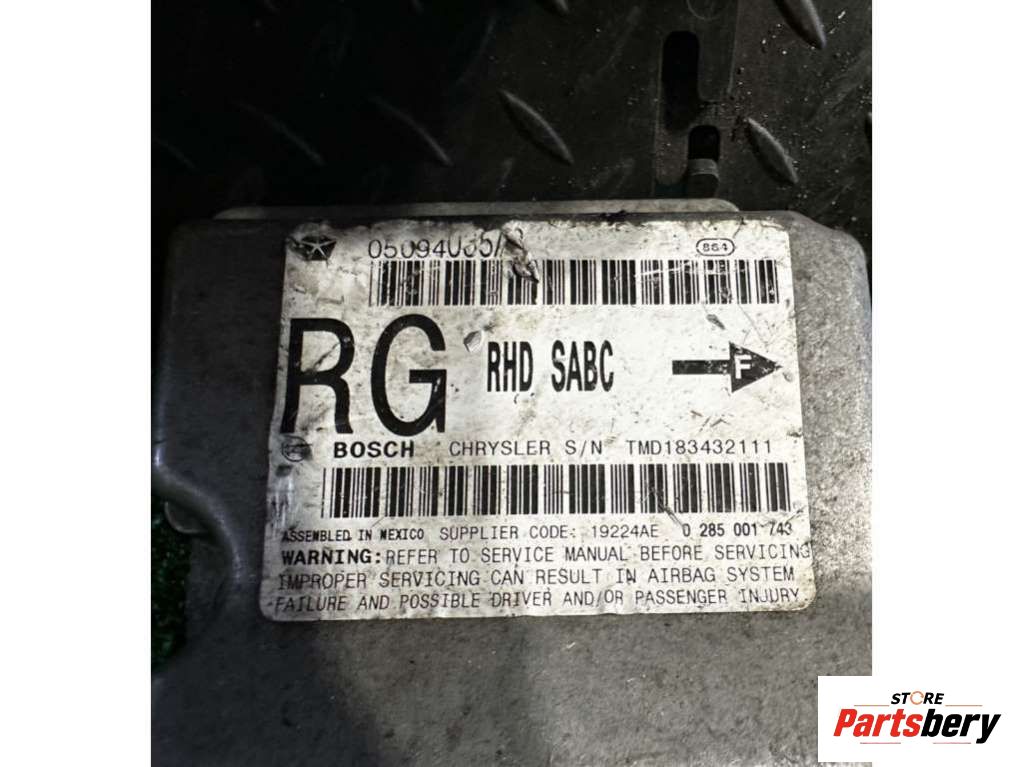 884
RG RHD SABC F
BOSCH CHRYSLER S/N TMD183432111
ASSEMBLED IN MEXICO SUPPLIER CODE: 19224AE 0 285 001 743
WARNING: REFER TO SERVICE MANUAL BEFORE SERVICING
IMPROPER SERVICING CAN RESULT IN AIRBAG SYSTEM
FAILURE AND POSSIBLE DRIVER AND/OR PASSENGER INJURY
STORE
Partsbery